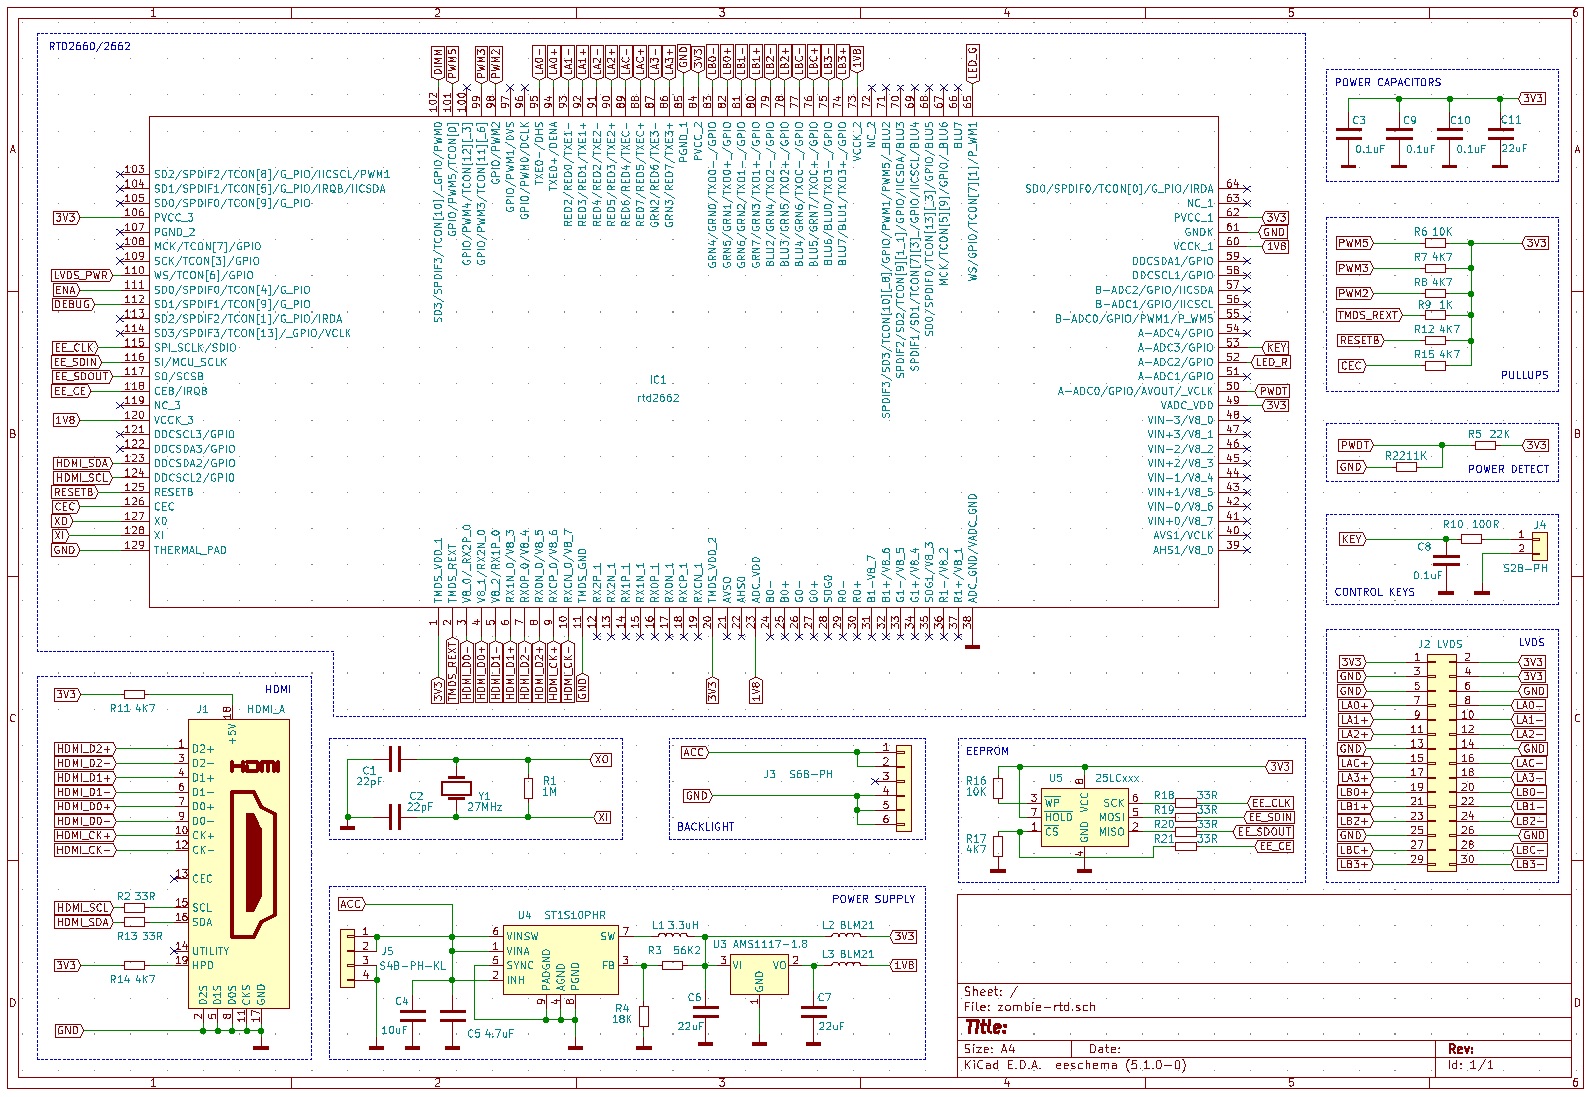 1 2 3 4 5 6
RTD2660/2662
DIMM
PWM5
PWM3
PWM2
LA0-
LA0+
LA1-
LA1+
LA2-
LA2+
LAC-
LAC+
LA3-
LA3+
GND
3V3
LB0-
LB0+
LB1-
LB1+
LB2-
LB2+
LBC-
LBC+
LB3-
LB3+
1V8
LED_G
102 101 100 99 98 97 96 95 94 93 92 91 90 89 88 87 86 85 84 83 82 81 80 79 78 77 76 75 74 73 72 71 70 69 68 67 66 65
SD3/SPDIF3/TCON[10]/_GPIO/PWM0
GPIO/PWM5/TCON[0]
GPIO/PWM4/TCON[12][_3]
GPIO/PWM3/TCON[11][_6]
GPIO/PWM2
GPIO/PWM1/DVS
GPIO/PWM0/DCLK
TXE0-/DHS
TXE0+/DENA
RED2/RED0/TXE1-
RED3/RED1/TXE1+
RED4/RED2/TXE2-
RED5/RED3/TXE2+
RED6/RED4/TXEC-
RED7/RED5/TXEC+
GRN2/RED6/TXE3-
GRN3/RED7/TXE3+
PGND_1
PVCC_2
GRN4/GRN0/TXO0-_/GPIO
GRN5/GRN1/TXO0+_/GPIO
GRN6/GRN2/TXO1-_/GPIO
GRN7/GRN3/TXO1+_/GPIO
BLU2/GRN4/TXO2-_/GPIO
BLU3/GRN5/TXO2+_/GPIO
BLU4/GRN6/TXOC-_/GPIO
BLU5/GRN7/TXOC+_/GPIO
BLU6/BLU0/TXO3-_/GPIO
BLU7/BLU1/TXO3+_/GPIO
VCCK_2
NC_2
SPDIF3/SD3/TCON[10][_8]/GPIO/PWM1/PWM5/_BLU2
SPDIF2/SD2/TCON[9][_1]/GPIO/IICSDA/BLU3
SPDIF1/SD1/TCON[7][3]_/GPIO/IICSCL/BLU4
SD0/SPDIF0/TCON[13][_3]/GPIO/BLU5
MCK/TCON[5][9]/GPIO/_BLU6
BLU7
WS/GPIO/TCON[7][1]/P_WM1
103 SD2/SPDIF2/TCON[8]/G_PIO/IICSCL/PWM1
104 SD1/SPDIF1/TCON[5]/G_PIO/IRQB/IICSDA
105 SD0/SPDIF0/TCON[9]/G_PIO
3V3 106 PVCC_3
107 PGND_2
108 MCK/TCON[7]/GPIO
109 SCK/TCON[3]/GPIO
LVDS_PWR 110 WS/TCON[6]/GPIO
ENA 111 SD0/SPDIF0/TCON[4]/G_PIO
DEBUG 112 SD1/SPDIF1/TCON[9]/G_PIO
113 SD2/SPDIF2/TCON[1]/G_PIO/IRDA
114 SD3/SPDIF3/TCON[13]/_GPIO/VCLK
EE_CLK 115 SPI_SCLK/SDIO
EE_SDIN 116 SI/MCU_SCLK
EE_SDOUT 117 SO/SCSB
EE_CE 118 CEB/IRQB
119 NC_3
1V8 120 VCCK_3
121 DDCSCL3/GPIO
122 DDCSDA3/GPIO
HDMI_SDA 123 DDCSDA2/GPIO
HDMI_SCL 124 DDCSCL2/GPIO
RESETB 125 RESETB
CEC 126 CEC
XO 127 XO
XI 128 XI
GND 129 THERMAL_PAD
IC1
rtd2662
SD0/SPDIF0/TCON[0]/G_PIO/IRDA 64
NC_1 63
PVCC_1 62 3V3
GNDK 61 GND
VCCK_1 60 1V8
DDCSDA1/GPIO 59
DDCSCL1/GPIO 58
B-ADC2/GPIO/IICSDA 57
B-ADC1/GPIO/IICSCL 56
B-ADC0/GPIO/PWM1/P_WM5 55
A-ADC4/GPIO 54
A-ADC3/GPIO 53 KEY
A-ADC2/GPIO 52 LED_R
A-ADC1/GPIO 51
A-ADC0/GPIO/AVOUT/_VCLK 50 PWDT
VADC_VDD 49 3V3
VIN-3/V8_0 48
VIN+3/V8_1 47
VIN-2/V8_2 46
VIN+2/V8_3 45
VIN-1/V8_4 44
VIN+1/V8_5 43
VIN-0/V8_6 42
VIN+0/V8_7 41
AVS1/VCLK 40
AHS1/V8_0 39
TMDS_VDD_1
TMDS_REXT
V8_0/_RX2P_0
V8_1/RX2N_0
V8_2/RX1P_0
RX1N_0/V8_3
RX0P_0/V8_4
RX0N_0/V8_5
RXCP_0/V8_6
RXCN_0/V8_7
TMDS_GND
RX2P_1
RX2N_1
RX1P_1
RX1N_1
RX0P_1
RX0N_1
RXCP_1
RXCN_1
TMDS_VDD_2
AVS0
AHS0
ADC_VDD
B0-
B0+
G0-
G0+
SOG0
R0-
R0+
B1-V8_7
B1+/V8_6
G1-/V8_5
G1+/V8_4
SOG1/V8_3
R1-/V8_2
R1+/V8_1
ADC_GND/VADC_GND
1 2 3 4 5 6 7 8 9 10 11 12 13 14 15 16 17 18 19 20 21 22 23 24 25 26 27 28 29 30 31 32 33 34 35 36 37 38
3V3
TMDS_REXT
HDMI_D0-
HDMI_D0+
HDMI_D1-
HDMI_D1+
HDMI_D2-
HDMI_D2+
HDMI_CK+
HDMI_CK-
GND
3V3
1V8
POWER CAPACITORS
3V3
C3 C9 C10 C11
0.1uF 0.1uF 0.1uF 22uF
PWM5 R6 10K 3V3
PWM3 R7 4K7
PWM2 R8 4K7
TMDS_REXT R9 1K
RESETB R12 4K7
CEC R15 4K7
PULLUPS
PWDT R5 22K 3V3
GND R22 11K
POWER DETECT
KEY R10 100R J4
C8 1
0.1uF 2
S2B-PH
CONTROL KEYS
J2 LVDS LVDS
3V3 1 2 3V3
GND 3 4 3V3
GND 5 6 GND
LA0+ 7 8 LA0-
LA1+ 9 10 LA1-
LA2+ 11 12 LA2-
GND 13 14 GND
LAC+ 15 16 LAC-
LA3+ 17 18 LA3-
LB0+ 19 20 LB0-
LB1+ 21 22 LB1-
LB2+ 23 24 LB2-
GND 25 26 GND
LBC+ 27 28 LBC-
LB3+ 29 30 LB3-
HDMI
3V3 R11 4K7
J1 18 HDMI_A
+5V
HDMI
HDMI_D2+ 1 D2+
HDMI_D2- 3 D2-
HDMI_D1+ 4 D1+
HDMI_D1- 6 D1-
HDMI_D0+ 7 D0+
HDMI_D0- 9 D0-
HDMI_CK+ 10 CK+
HDMI_CK- 12 CK-
13 CEC
R2 33R
HDMI_SCL 15 SCL
HDMI_SDA 16 SDA
R13 33R
14 UTILITY
3V3 19 HPD
R14 4K7
D2S D1S D0S CKS GND
2 5 8 11 17
GND
C1
22pF
C2
22pF
Y1
27MHz
R1
1M
XO
XI
ACC
J3 S6B-PH
GND
1
2
3
4
5
6
BACKLIGHT
EEPROM
3V3
R16
10K
R17
4K7
U5 25LCxxx
8 VCC
3 WP
7 HOLD
1 CS
GND 4
SCK 6 R18 33R EE_CLK
MOSI 5 R19 33R EE_SDIN
MISO 2 R20 33R EE_SDOUT
R21 33R EE_CE
POWER SUPPLY
ACC
J5
S4B-PH-KL
1
2
3
4
C4
10uF
C5 4.7uF
U4 ST1S10PHR
6 VINSW
1 VINA
5 SYNC
2 INH
SW 7
FB 3
PADGND AGND PGND
9 4 8
L1 3.3uH
R3 56K2
R4
18K
C6
22uF
U3 AMS1117-1.8
3 VI VO 2
GND
1
C7
22uF
L2 BLM21 3V3
L3 BLM21 1V8
Sheet: /
File: zombie-rtd.sch
Title:
Size: A4 Date: Rev:
KiCad E.D.A. eeschema (5.1.0-0) Id: 1/1
A
B
C
D
A
B
C
D
1 2 3 4 5 6